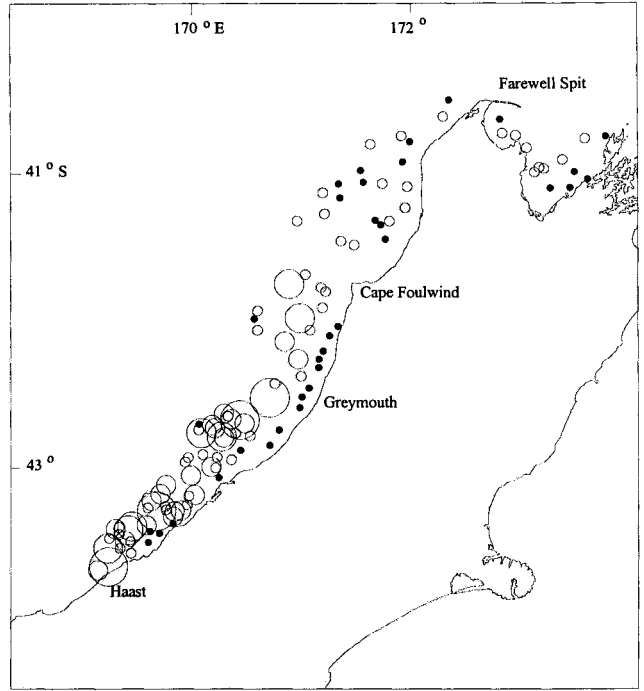 170 ° E
172 °
Farewell Spit
41 ° S
Cape Foulwind
Greymouth
43 °
Haast